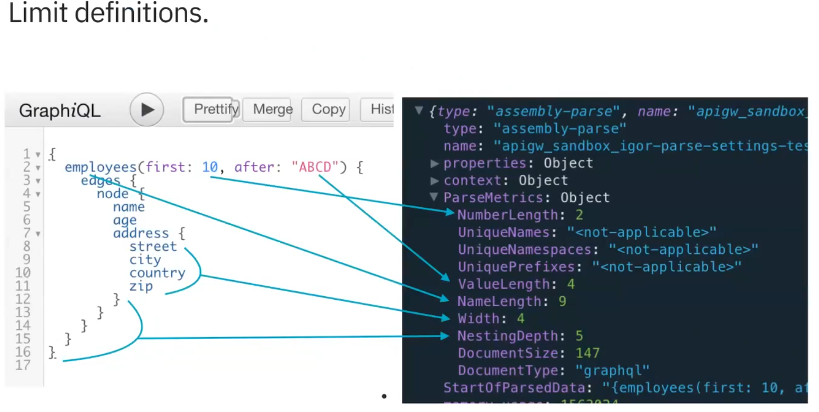 Limit definitions.
GraphiQL
Prettify
Merge
Copy
Hist
1 {
2 employees(first: 10, after: "ABCD") {
3 edges {
4 node {
5 name
6 age
7 address {
8 street
9 city
10 country
11 zip
12 }
13 }
14 }
15 }
16 }
17
{type: "assembly-parse", name: "apigw_sandbox_
type: "assembly-parse"
name: "apigw_sandbox_igor-parse-settings-tes
properties: Object
context: Object
ParseMetrics: Object
NumberLength: 2
UniqueNames: "<not-applicable>"
UniqueNamespaces: "<not-applicable>"
UniquePrefixes: "<not-applicable>"
ValueLength: 4
NameLength: 9
Width: 4
NestingDepth: 5
DocumentSize: 147
DocumentType: "graphql"
StartOfParsedData: "{employees(first: 10, af